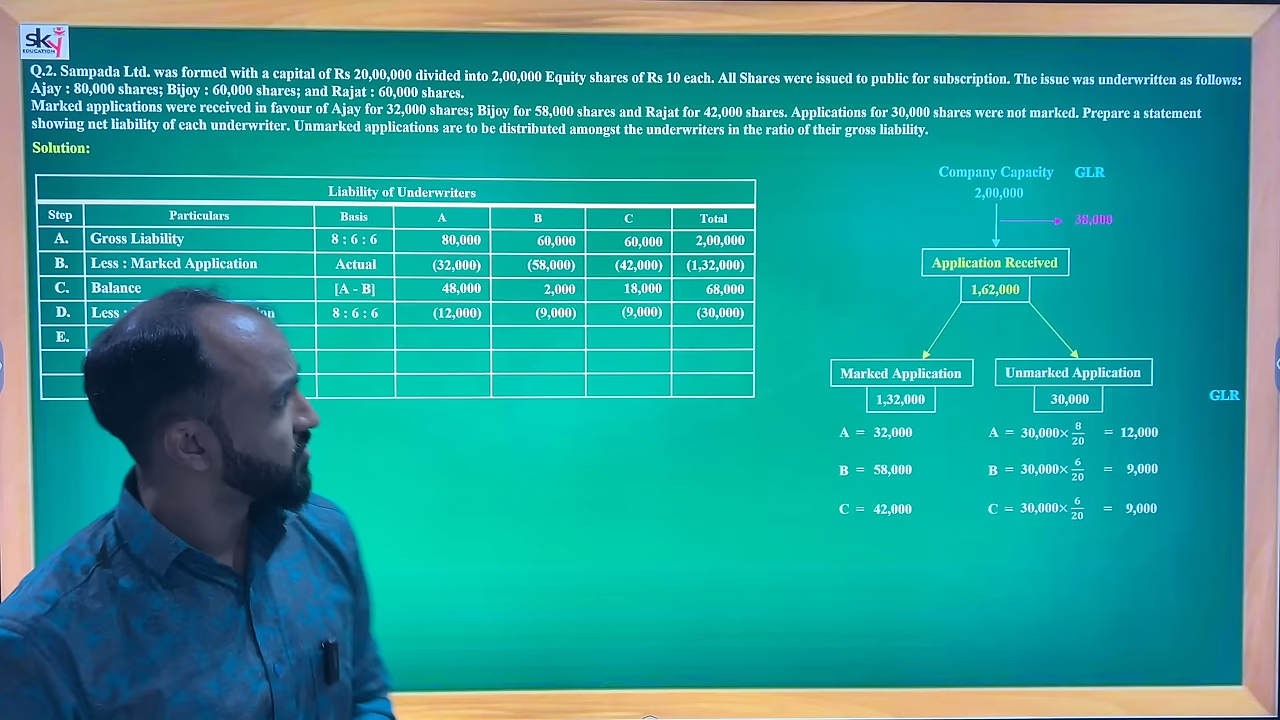 sky
EDUCATION
Q.2. Sampada Ltd. was formed with a capital of Rs 20,00,000 divided into 2,00,000 Equity shares of Rs 10 each. All Shares were issued to public for subscription. The issue was underwritten as follows:
Ajay : 80,000 shares; Bijoy : 60,000 shares; and Rajat : 60,000 shares.
Marked applications were received in favour of Ajay for 32,000 shares; Bijoy for 58,000 shares and Rajat for 42,000 shares. Applications for 30,000 shares were not marked. Prepare a statement
showing net liability of each underwriter. Unmarked applications are to be distributed amongst the underwriters in the ratio of their gross liability.
Solution:
Liability of Underwriters
Step Particulars Basis A B C Total
A. Gross Liability 8 : 6 : 6 80,000 60,000 60,000 2,00,000
B. Less : Marked Application Actual (32,000) (58,000) (42,000) (1,32,000)
C. Balance [A - B] 48,000 2,000 18,000 68,000
D. Less : 8 : 6 : 6 (12,000) (9,000) (9,000) (30,000)
E.
Company Capacity GLR
2,00,000
38,000
Application Received
1,62,000
Marked Application Unmarked Application
1,32,000 30,000 GLR
A = 32,000 A = 30,000× 8/20 = 12,000
B = 58,000 B = 30,000× 6/20 = 9,000
C = 42,000 C = 30,000× 6/20 = 9,000